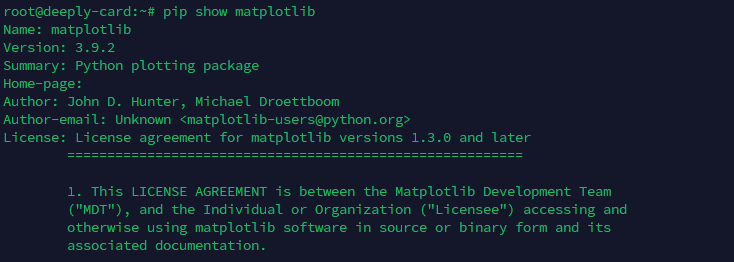 root@deeply-card:~# pip show matplotlib
Name: matplotlib
Version: 3.9.2
Summary: Python plotting package
Home-page:
Author: John D. Hunter, Michael Droettboom
Author-email: Unknown <matplotlib-users@python.org>
License: License agreement for matplotlib versions 1.3.0 and later
=========================================================
1. This LICENSE AGREEMENT is between the Matplotlib Development Team
("MDT"), and the Individual or Organization ("Licensee") accessing and
otherwise using matplotlib software in source or binary form and its
associated documentation.